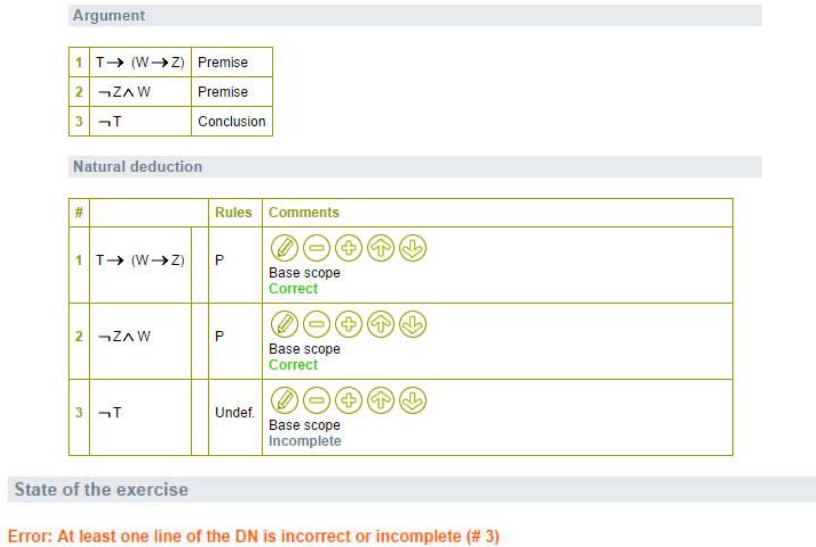 Argument
1 T→ (W→Z) Premise
2 ¬Z∧W Premise
3 ¬T Conclusion
Natural deduction
# Rules Comments
1 T→ (W→Z) P
Base scope
Correct
2 ¬Z∧W P
Base scope
Correct
3 ¬T Undef.
Base scope
Incomplete
State of the exercise
Error: At least one line of the DN is incorrect or incomplete (# 3)